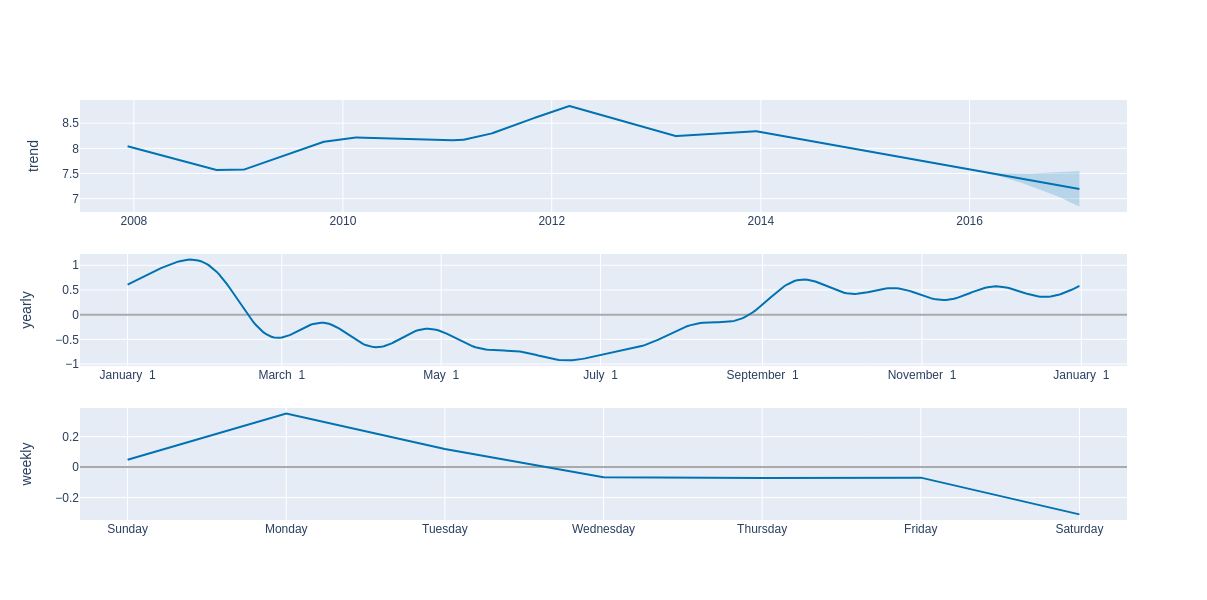 trend
8.5
8
7.5
7
2008 2010 2012 2014 2016
yearly
1
0.5
0
−0.5
−1
January  1 March  1 May  1 July  1 September  1 November  1 January  1
weekly
0.2
0
−0.2
Sunday Monday Tuesday Wednesday Thursday Friday Saturday